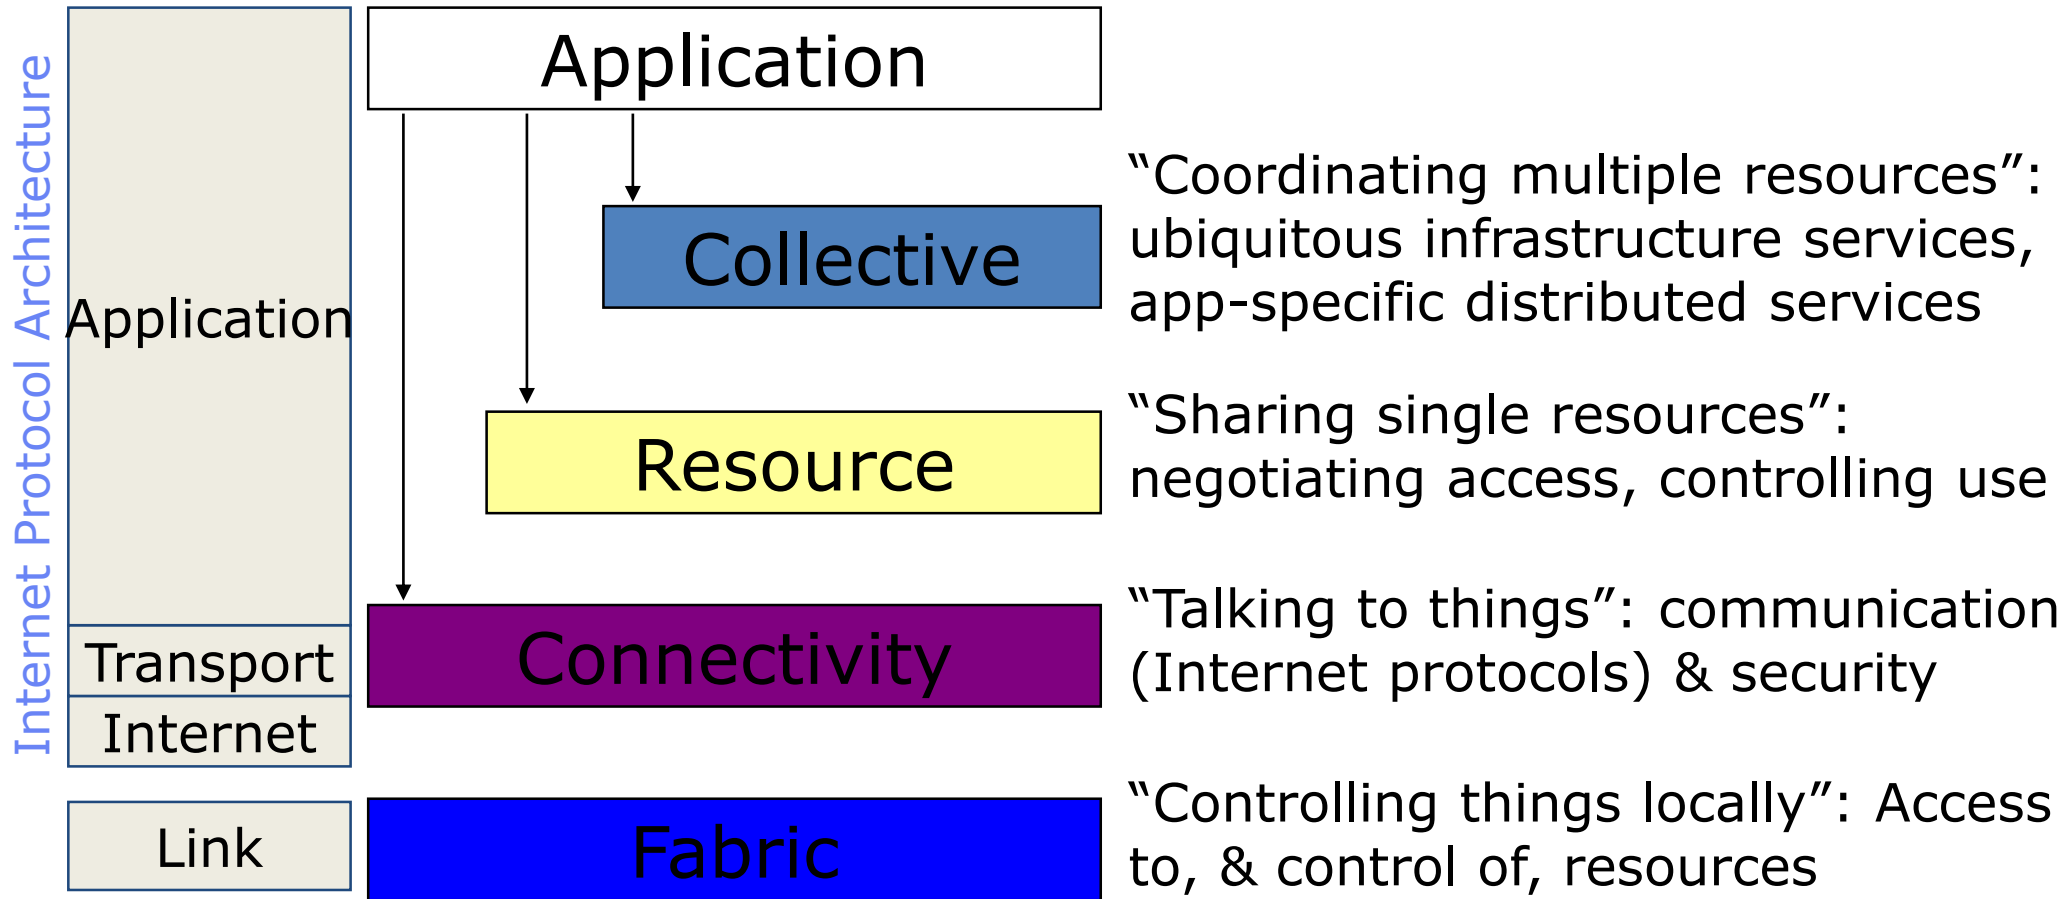 Internet Protocol Architecture
Application
Transport
Internet
Link
Application
Collective
Resource
Connectivity
Fabric
“Coordinating multiple resources”:
ubiquitous infrastructure services,
app-specific distributed services
“Sharing single resources”:
negotiating access, controlling use
“Talking to things”: communication
(Internet protocols) & security
“Controlling things locally”: Access
to, & control of, resources